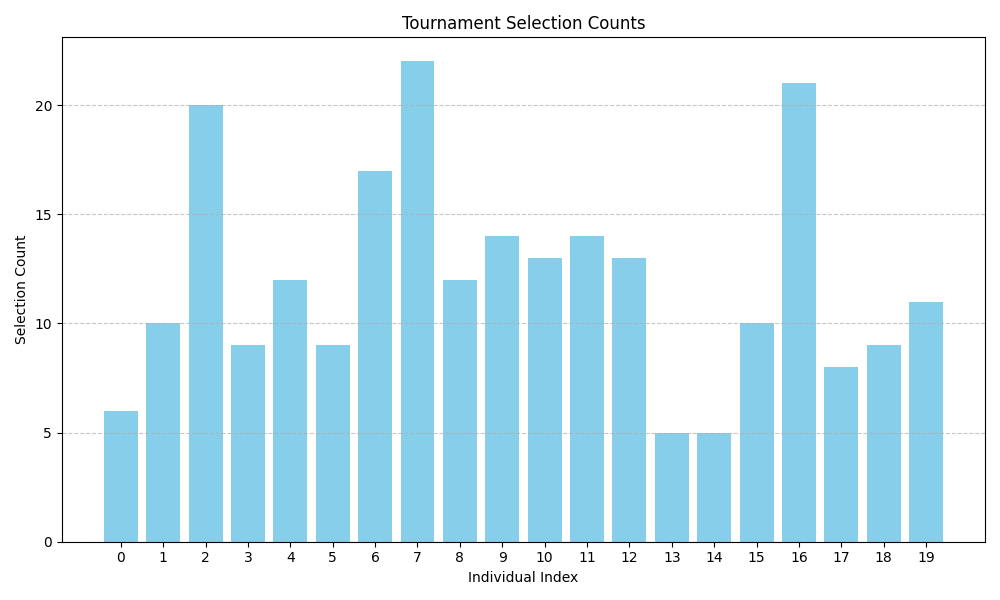 Tournament Selection Counts
20
15
10
5
0
Selection Count
0 1 2 3 4 5 6 7 8 9 10 11 12 13 14 15 16 17 18 19
Individual Index